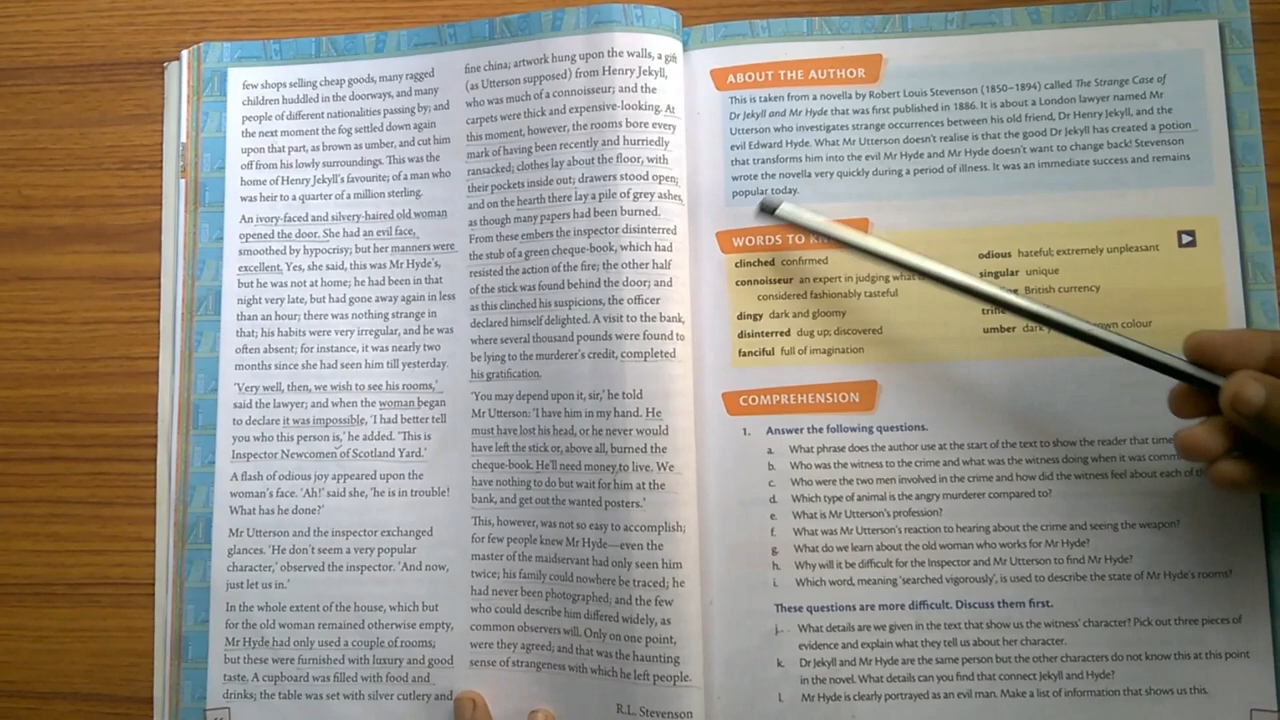 few shops selling cheap goods, many ragged
children huddled in the doorways, and many
people of different nationalities passing by; and
the next moment the fog settled down again
upon that part, as brown as umber, and cut him
off from his lowly surroundings. This was the
home of Henry Jekyll's favourite; of a man who
was heir to a quarter of a million sterling.
An ivory-faced and silvery-haired old woman
opened the door. She had an evil face,
smoothed by hypocrisy; but her manners were
excellent. Yes, she said, this was Mr Hyde's,
but he was not at home; he had been in that
night very late, but had gone away again in less
than an hour; there was nothing strange in
that; his habits were very irregular, and he was
often absent; for instance, it was nearly two
months since she had seen him till yesterday.
'Very well, then, we wish to see his rooms,'
said the lawyer; and when the woman began
to declare it was impossible, 'I had better tell
you who this person is,' he added. 'This is
Inspector Newcomen of Scotland Yard.'
A flash of odious joy appeared upon the
woman's face. 'Ah!' said she, 'he is in trouble!
What has he done?'
Mr Utterson and the inspector exchanged
glances. 'He don't seem a very popular
character,' observed the inspector. 'And now,
just let us in.'
In the whole extent of the house, which but
for the old woman remained otherwise empty,
Mr Hyde had only used a couple of rooms;
but these were furnished with luxury and good
taste. A cupboard was filled with food and
drinks; the table was set with silver cutlery and
fine china; artwork hung upon the walls, a gift
(as Utterson supposed) from Henry Jekyll,
who was much of a connoisseur; and the
carpets were thick and expensive-looking. At
this moment, however, the rooms bore every
mark of having been recently and hurriedly
ransacked; clothes lay about the floor, with
their pockets inside out; drawers stood open;
and on the hearth there lay a pile of grey ashes,
as though many papers had been burned.
From these embers the inspector disinterred
the stub of a green cheque-book, which had
resisted the action of the fire; the other half
of the stick was found behind the door; and
as this clinched his suspicions, the officer
declared himself delighted. A visit to the bank,
where several thousand pounds were found to
be lying to the murderer's credit, completed
his gratification.
'You may depend upon it, sir,' he told
Mr Utterson: 'I have him in my hand. He
must have lost his head, or he never would
have left the stick or, above all, burned the
cheque-book. He'll need money to live. We
have nothing to do but wait for him at the
bank, and get out the wanted posters.'
This, however, was not so easy to accomplish;
for few people knew Mr Hyde—even the
master of the maidservant had only seen him
twice; his family could nowhere be traced; he
had never been photographed; and the few
who could describe him differed widely, as
common observers will. Only on one point,
were they agreed; and that was the haunting
sense of strangeness with which he left people.
R.L. Stevenson
ABOUT THE AUTHOR
This is taken from a novella by Robert Louis Stevenson (1850–1894) called The Strange Case of
Dr Jekyll and Mr Hyde that was first published in 1886. It is about a London lawyer named Mr
Utterson who investigates strange occurrences between his old friend, Dr Henry Jekyll, and the
evil Edward Hyde. What Mr Utterson doesn't realise is that the good Dr Jekyll has created a potion
that transforms him into the evil Mr Hyde and Mr Hyde doesn't want to change back! Stevenson
wrote the novella very quickly during a period of illness. It was an immediate success and remains
popular today.
WORDS TO
clinched confirmed
connoisseur an expert in judging what
considered fashionably tasteful
dingy dark and gloomy
disinterred dug up; discovered
fanciful full of imagination
odious hateful; extremely unpleasant
singular unique
British currency
umber dark colour
COMPREHENSION
1. Answer the following questions.
a. What phrase does the author use at the start of the text to show the reader that time
b. Who was the witness to the crime and what was the witness doing when it was
c. Who were the two men involved in the crime and how did the witness feel about each of
d. Which type of animal is the angry murderer compared to?
e. What is Mr Utterson's profession?
f. What was Mr Utterson's reaction to hearing about the crime and seeing the weapon?
g. What do we learn about the old woman who works for Mr Hyde?
h. Why will it be difficult for the Inspector and Mr Utterson to find Mr Hyde?
i. Which word, meaning 'searched vigorously', is used to describe the state of Mr Hyde's rooms?
These questions are more difficult. Discuss them first.
j. What details are we given in the text that show us the witness' character? Pick out three pieces of
evidence and explain what they tell us about her character.
k. Dr Jekyll and Mr Hyde are the same person but the other characters do not know this at this point
in the novel. What details can you find that connect Jekyll and Hyde?
l. Mr Hyde is clearly portrayed as an evil man. Make a list of information that shows us this.